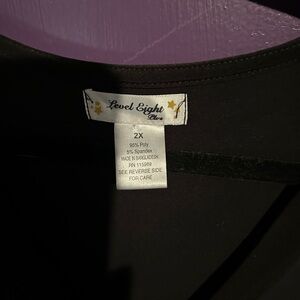 Level Eight
Plus
2X
95% Poly
5% Spandex
MADE IN BANGLADESH
RN 115969
SEE REVERSE SIDE
FOR CARE